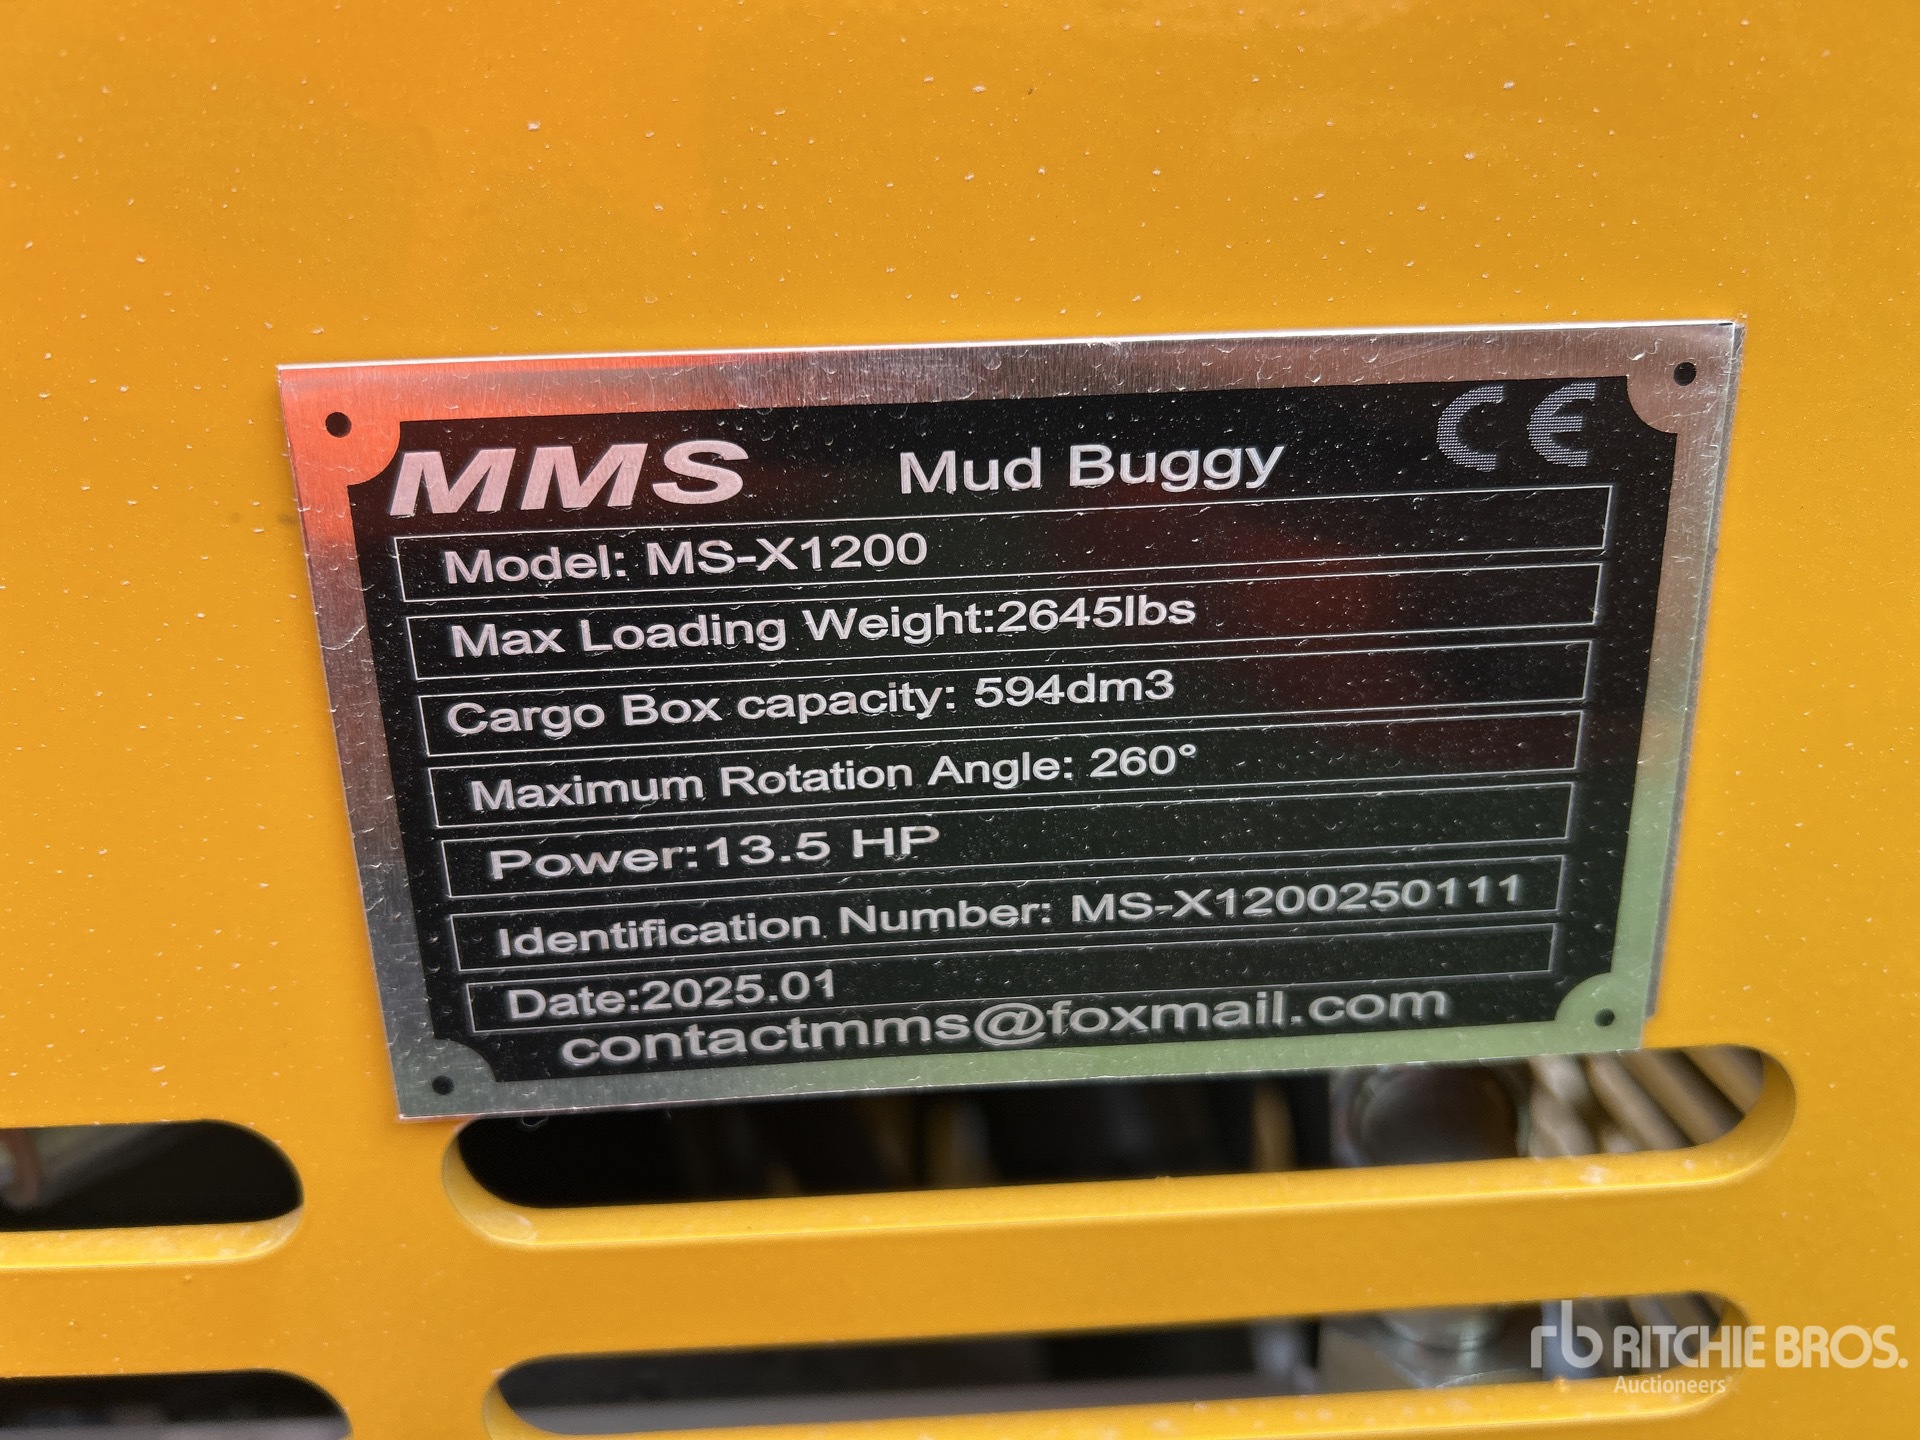 MMS Mud Buggy CE
Model: MS-X1200
Max Loading Weight:2645lbs
Cargo Box capacity: 594dm3
Maximum Rotation Angle: 260°
Power:13.5 HP
Identification Number: MS-X1200250111
Date:2025.01
contactmms@foxmail.com
rb RITCHIE BROS.
Auctioneers